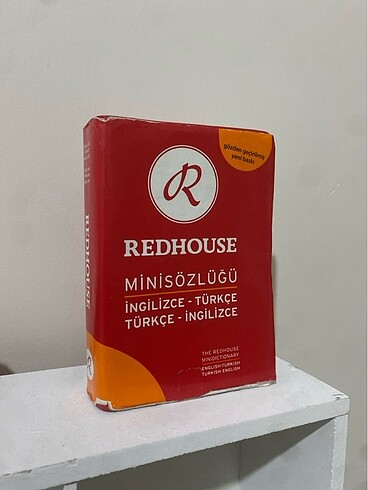 gözden geçirilmiş
yeni baskı
R
REDHOUSE
MİNİSÖZLÜĞÜ
İNGİLİZCE - TÜRKÇE
TÜRKÇE - İNGİLİZCE
THE REDHOUSE
MINIDICTIONARY
ENGLISH-TURKISH
TURKISH-ENGLISH
REDHOUSE
R